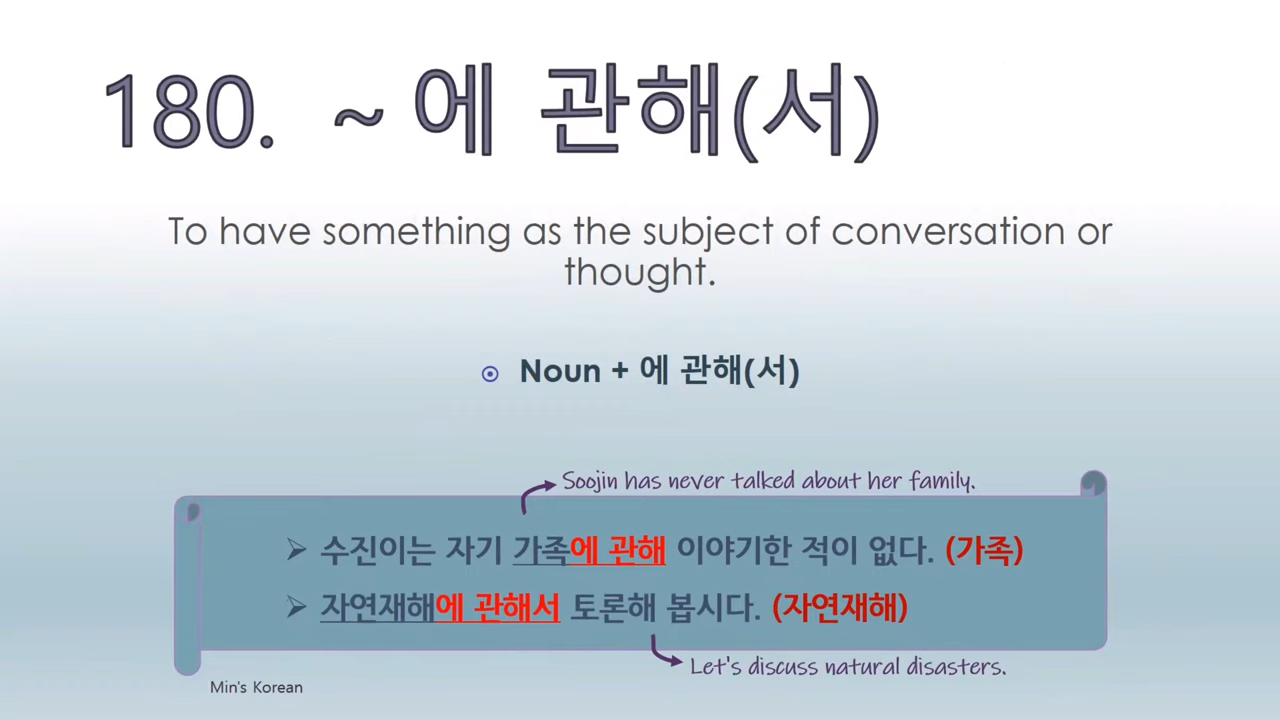 180. ~ 에 관해(서)
To have something as the subject of conversation or
thought.
Noun + 에 관해(서)
Soojin has never talked about her family.
수진이는 자기 가족에 관해 이야기한 적이 없다. (가족)
자연재해에 관해서 토론해 봅시다. (자연재해)
Let's discuss natural disasters.
Min's Korean